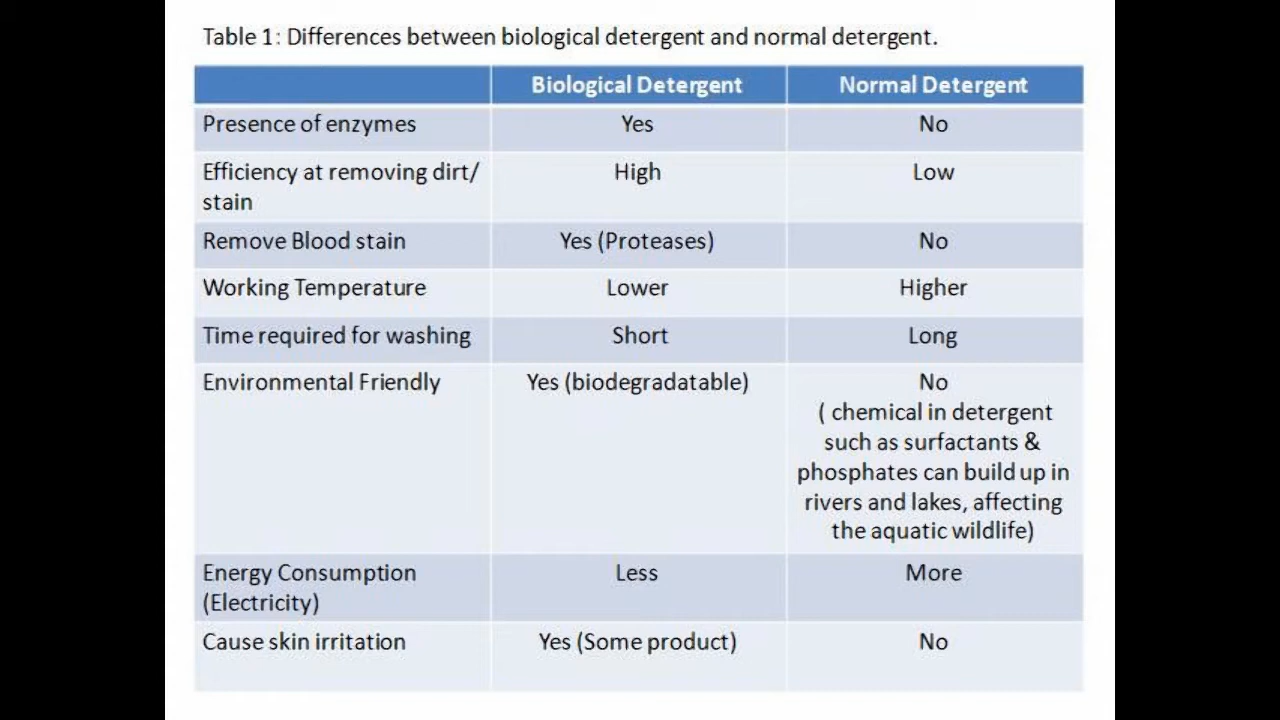 Table 1: Differences between biological detergent and normal detergent.
Biological Detergent Normal Detergent
Presence of enzymes Yes No
Efficiency at removing dirt/ High Low
stain
Remove Blood stain Yes (Proteases) No
Working Temperature Lower Higher
Time required for washing Short Long
Environmental Friendly Yes (biodegradatable) No
( chemical in detergent
such as surfactants &
phosphates can build up in
rivers and lakes, affecting
the aquatic wildlife)
Energy Consumption Less More
(Electricity)
Cause skin irritation Yes (Some product) No